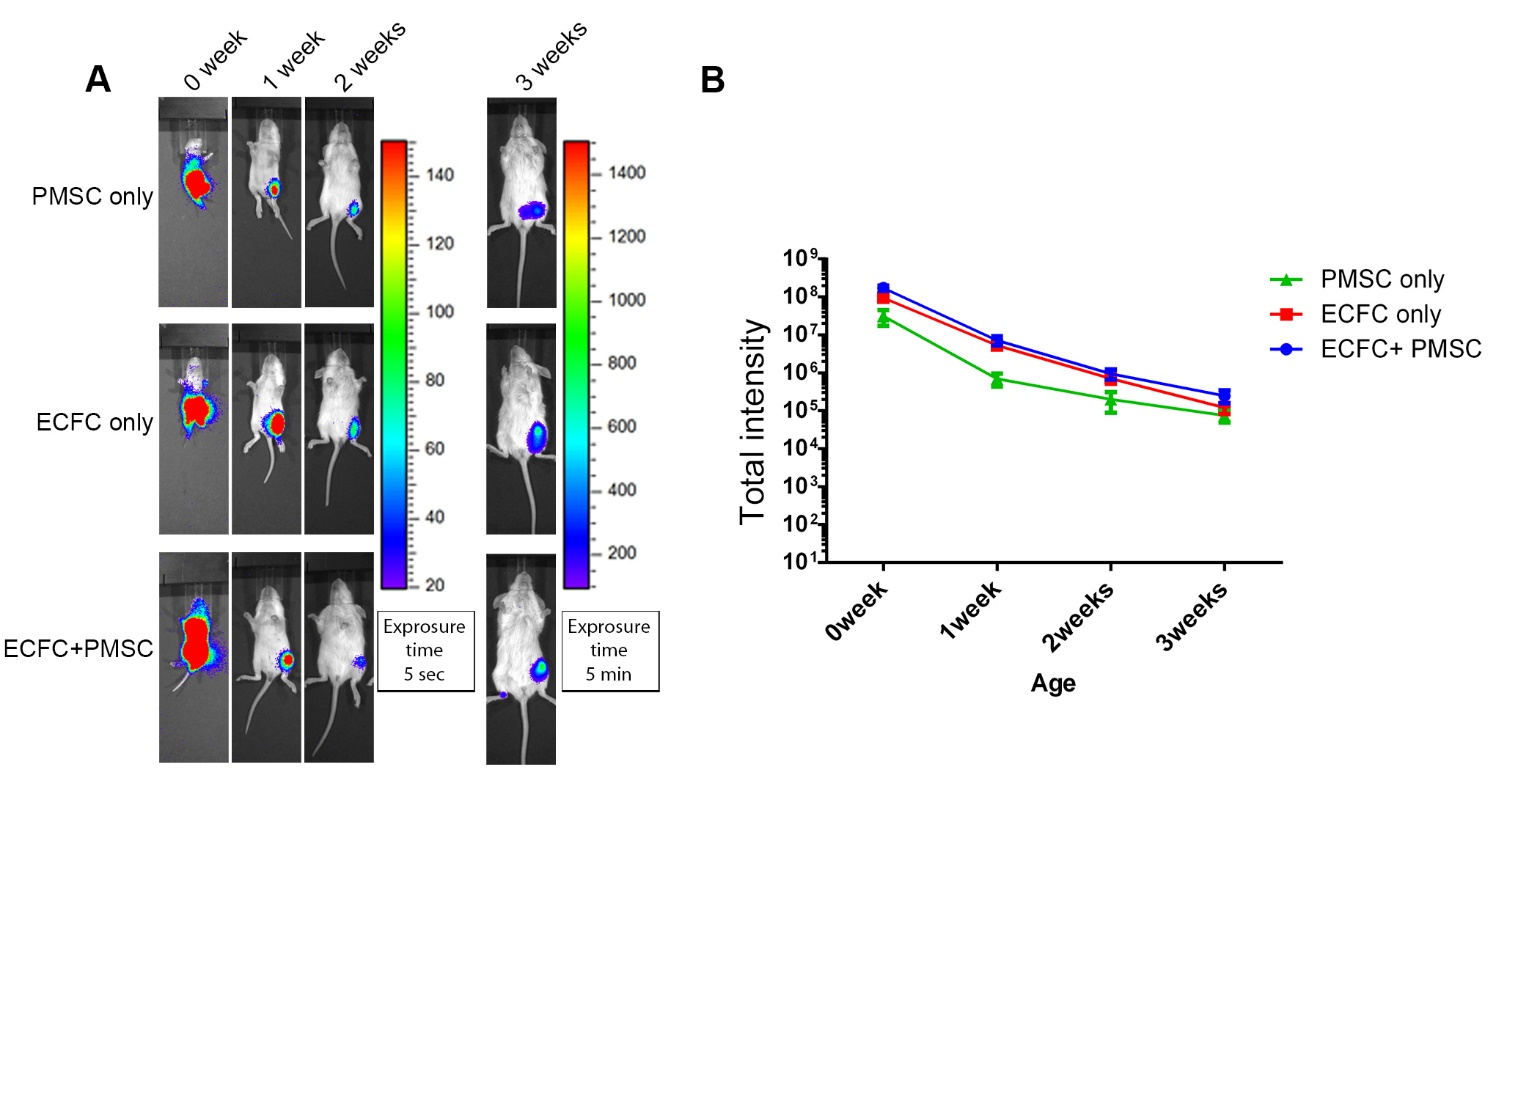 A
0 week
1 week
2 weeks
3 weeks
PMSC only
ECFC only
ECFC+PMSC
140
120
100
80
60
40
20
Exprosure
time
5 sec
1400
1200
1000
800
600
400
200
Exprosure
time
5 min
B
Total intensity
10⁹
10⁸
10⁷
10⁶
10⁵
10⁴
10³
10²
10¹
0week
1week
2weeks
3weeks
Age
PMSC only
ECFC only
ECFC+ PMSC